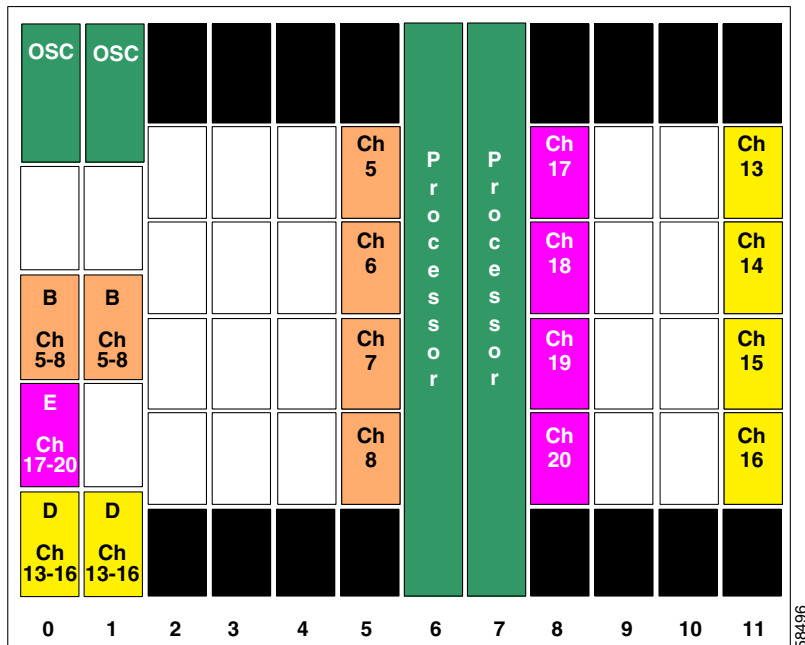 OSC
OSC
Ch
5
P
r
o
c
e
s
s
o
r
P
r
o
c
e
s
s
o
r
Ch
17
Ch
13
Ch
6
Ch
18
Ch
14
B
Ch
5-8
B
Ch
5-8
Ch
7
Ch
19
Ch
15
E
Ch
17-20
Ch
8
Ch
20
Ch
16
D
Ch
13-16
D
Ch
13-16
0 1 2 3 4 5 6 7 8 9 10 11
58496